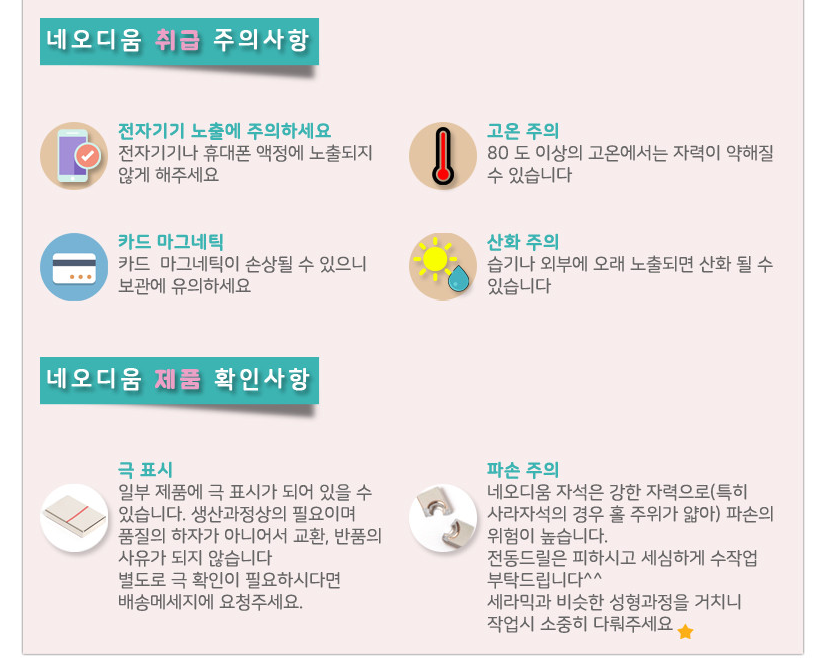 네오디움 취급 주의사항
전자기기 노출에 주의하세요
전자기기나 휴대폰 액정에 노출되지
않게 해주세요
고온 주의
80 도 이상의 고온에서는 자력이 약해질
수 있습니다
카드 마그네틱
카드 마그네틱이 손상될 수 있으니
보관에 유의하세요
산화 주의
습기나 외부에 오래 노출되면 산화 될 수
있습니다
네오디움 제품 확인사항
극 표시
일부 제품에 극 표시가 되어 있을 수
있습니다. 생산과정상의 필요이며
품질의 하자가 아니어서 교환, 반품의
사유가 되지 않습니다
별도로 극 확인이 필요하시다면
배송메세지에 요청주세요.
파손 주의
네오디움 자석은 강한 자력으로(특히
사라자석의 경우 홀 주위가 얇아) 파손의
위험이 높습니다.
전동드릴은 피하시고 세심하게 수작업
부탁드립니다^^
세라믹과 비슷한 성형과정을 거치니
작업시 소중히 다뤄주세요